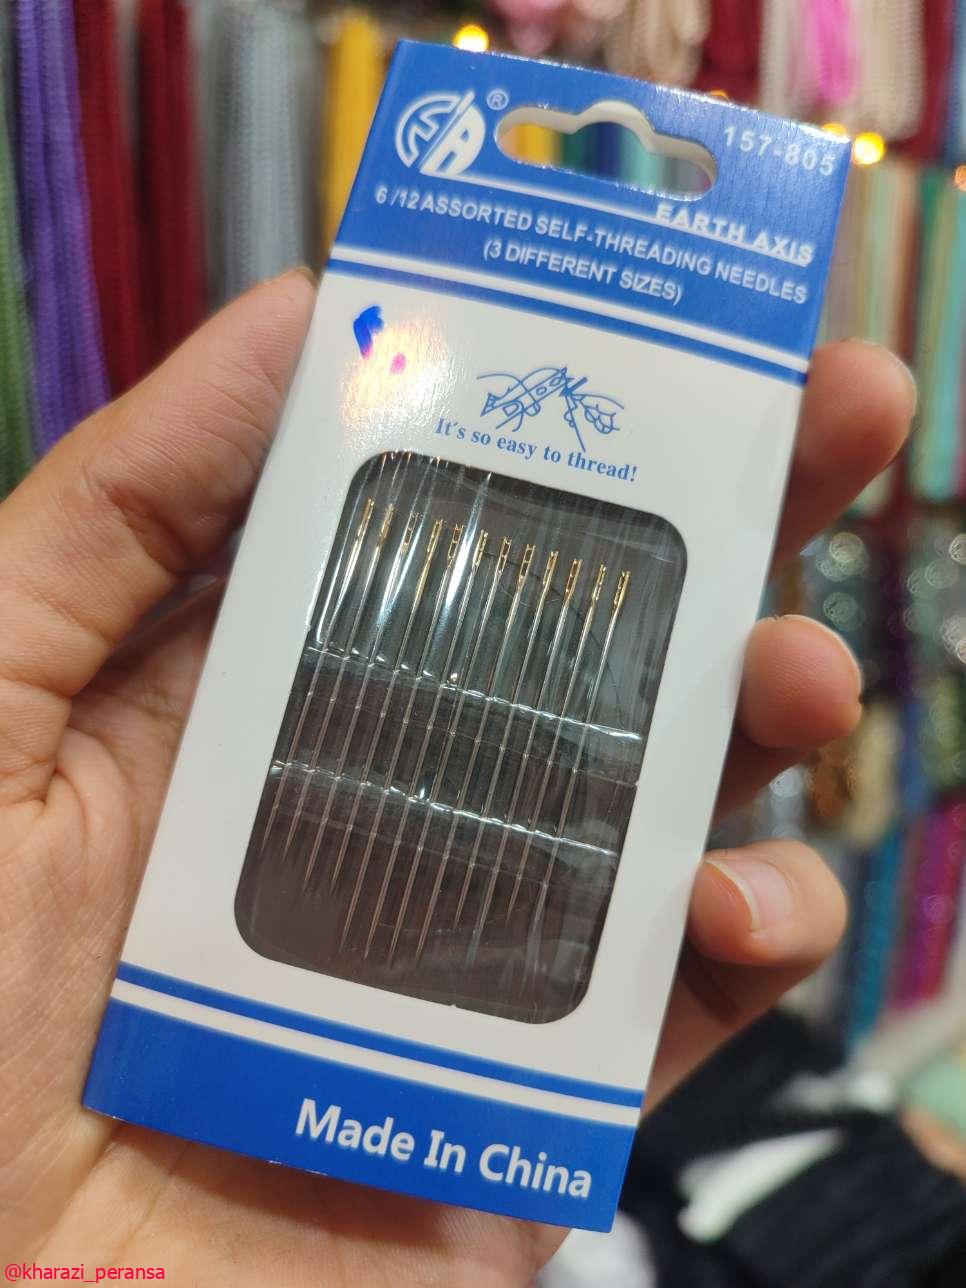 ®
157-805
EARTH AXIS
6/12 ASSORTED SELF-THREADING NEEDLES
(3 DIFFERENT SIZES)
It's so easy to thread!
Made In China
@kharazi_peransa